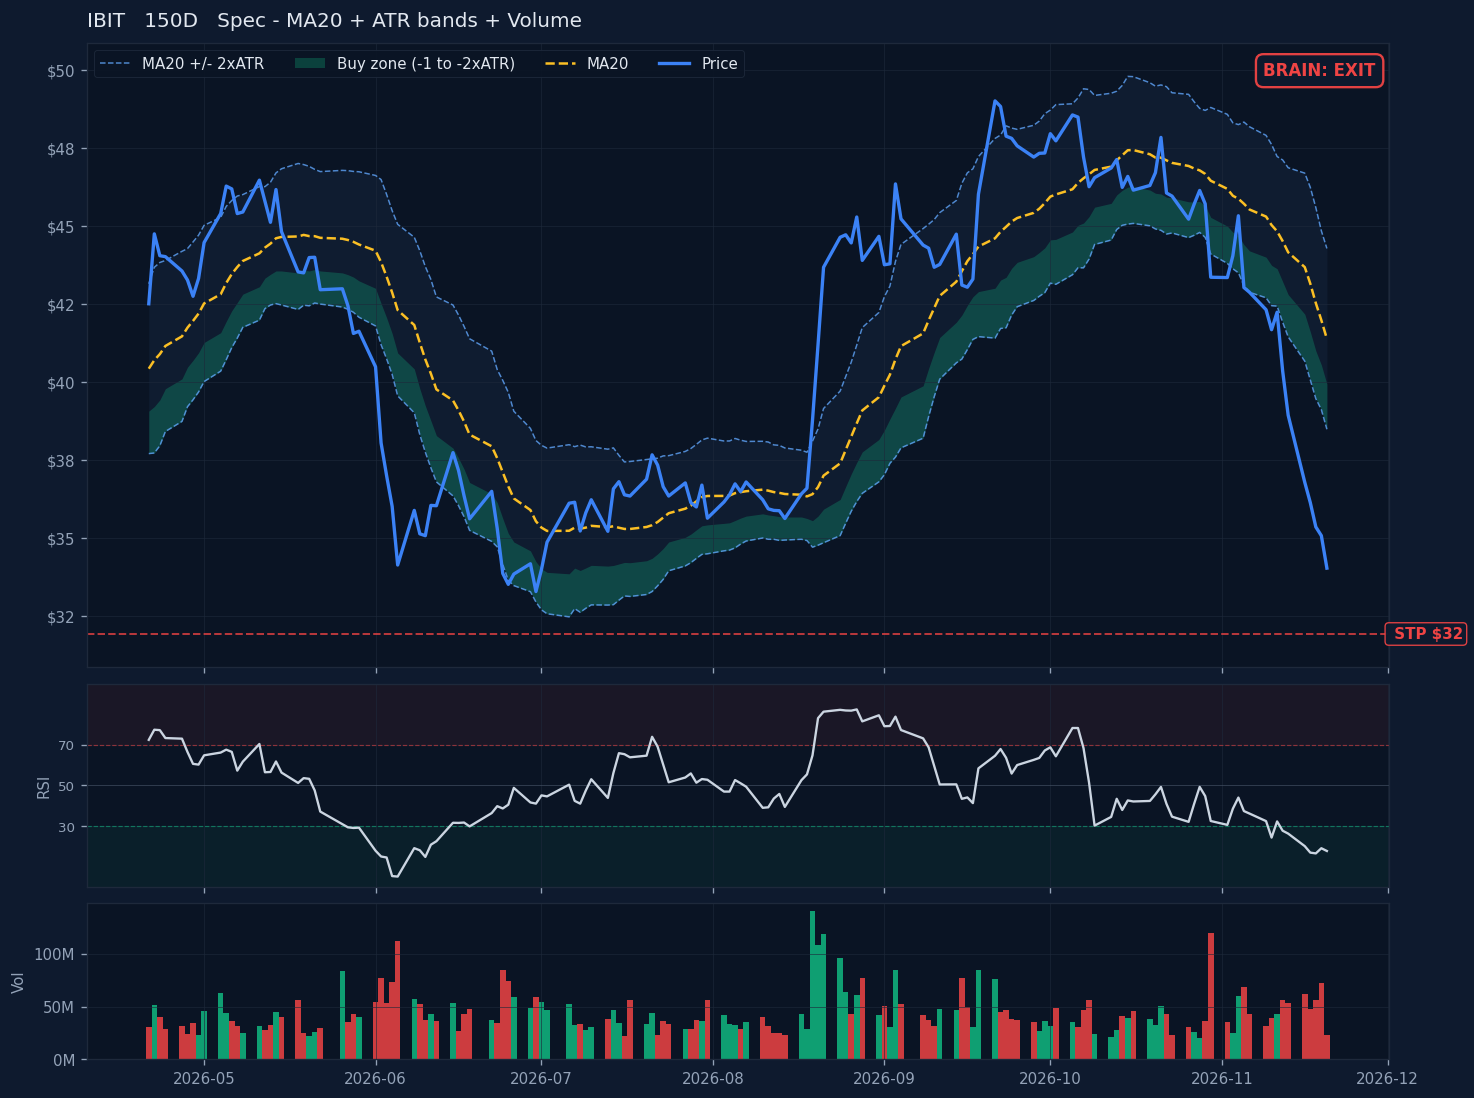 IBIT   150D   Spec - MA20 + ATR bands + Volume
MA20 +/- 2xATR
Buy zone (-1 to -2xATR)
MA20
Price
BRAIN: EXIT
$50
$48
$45
$42
$40
$38
$35
$32
STP $32
RSI
70
50
30
Vol
100M
50M
0M
2026-05
2026-06
2026-07
2026-08
2026-09
2026-10
2026-11
2026-12